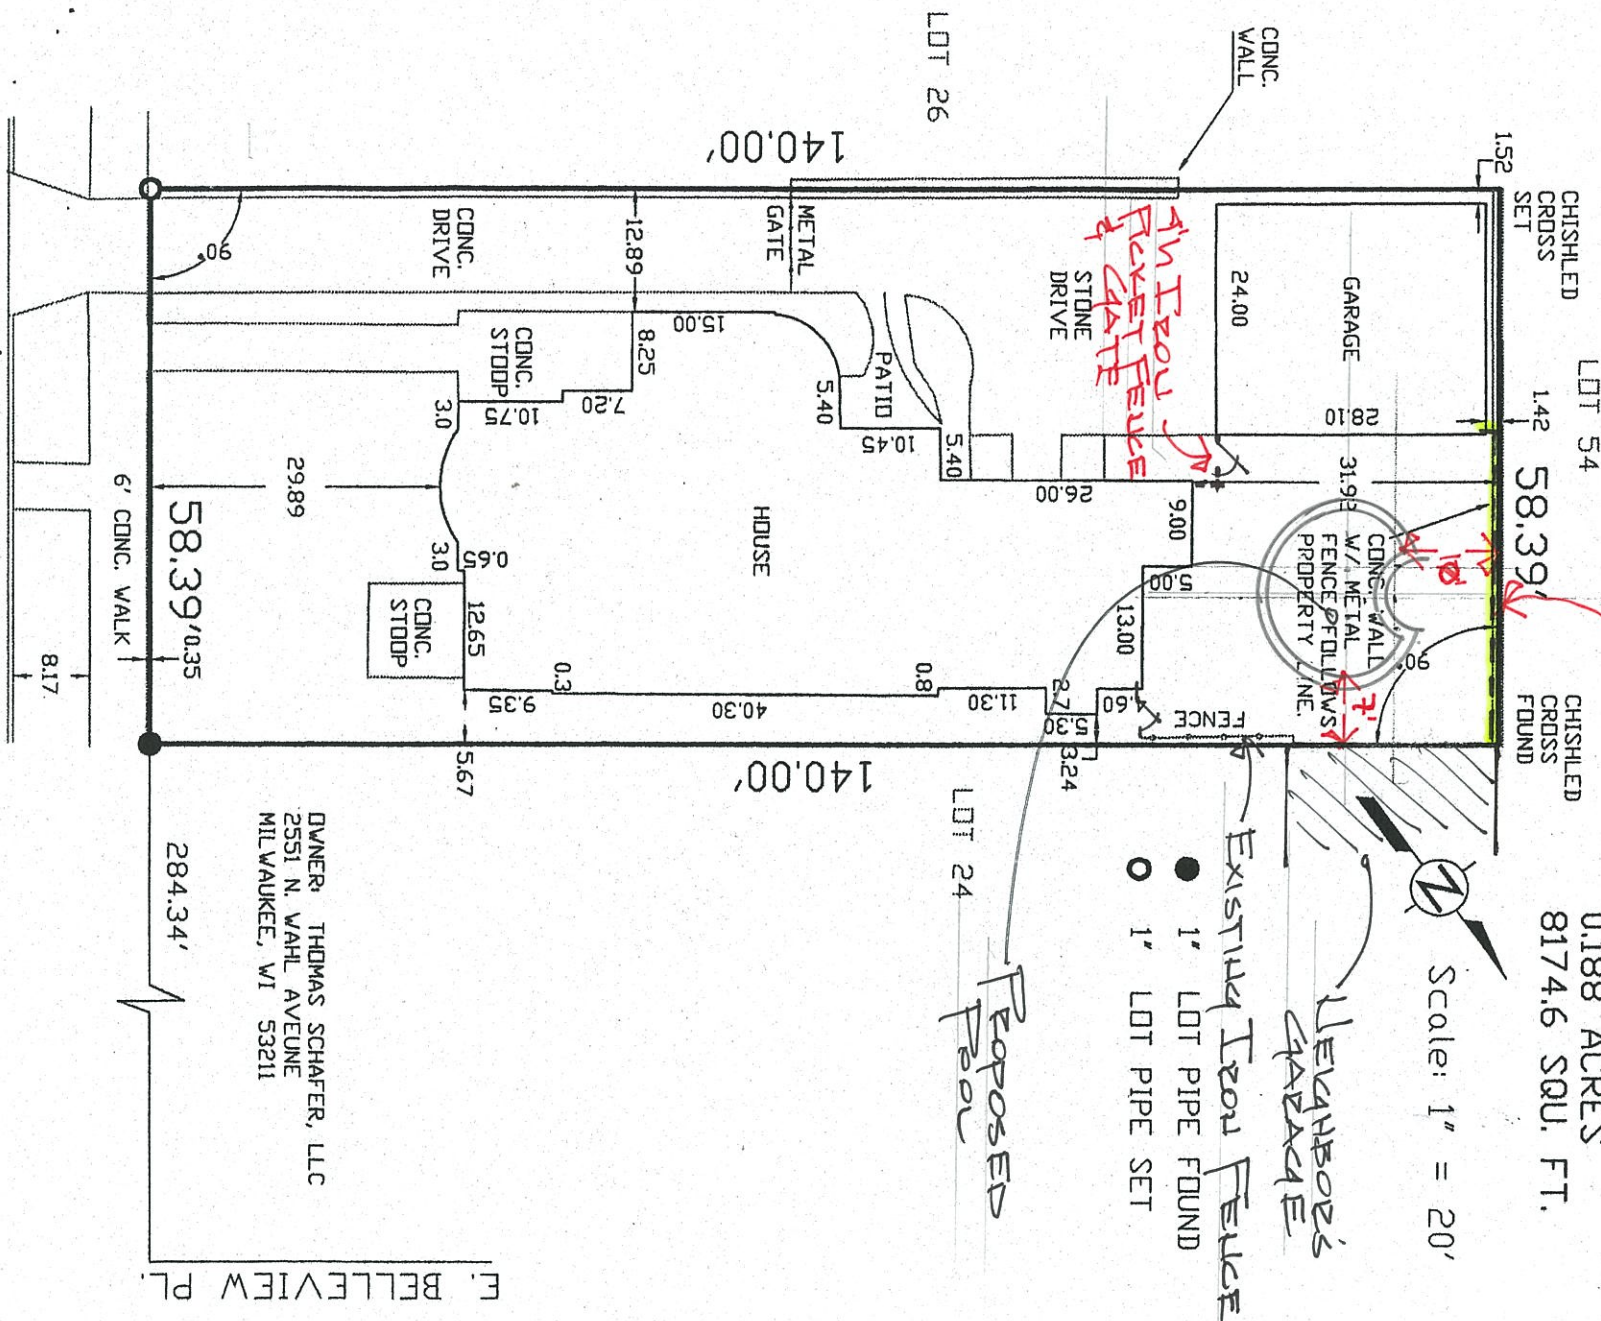 CONC.
WALL
LOT 26
140.00'
1.52
CHISHLED
CROSS
SET
LOT 54
1.42
58.39'
CHISHLED
CROSS
FOUND
0.188 ACRES
8174.6 SQU. FT.
Scale: 1" = 20'
N
GARAGE
24.00
28.10
31.93
METAL
GATE
CONC.
DRIVE
12.89
90°
STONE
DRIVE
4'h IRON
PICKET FENCE
& GATE
CONC.
STOOP
8.25
15.00
7.20
10.75
3.0
PATIO
5.40
10.45
5.40
26.00
9.00
5.00
13.00
CONC. WALL
W/ METAL
FENCE FOLLOWS
PROPERTY LINE.
10'
7'
90°
HOUSE
29.89
3.0
0.65
12.65
CONC.
STOOP
9.35
0.3
40.30
0.8
11.30
2.7
5.30
3.24
FENCE
5.67
140.00'
6' CONC. WALK
58.39'
0.35
8.17
LOT 24
NEIGHBOR'S
GARAGE
EXISTING IRON FENCE
1" LOT PIPE FOUND
1" LOT PIPE SET
PROPOSED
POOL
OWNER: THOMAS SCHAFER, LLC
2551 N. WAHL AVEUNE
MILWAUKEE, WI 53211
284.34'
E. BELLEVIEW PL.